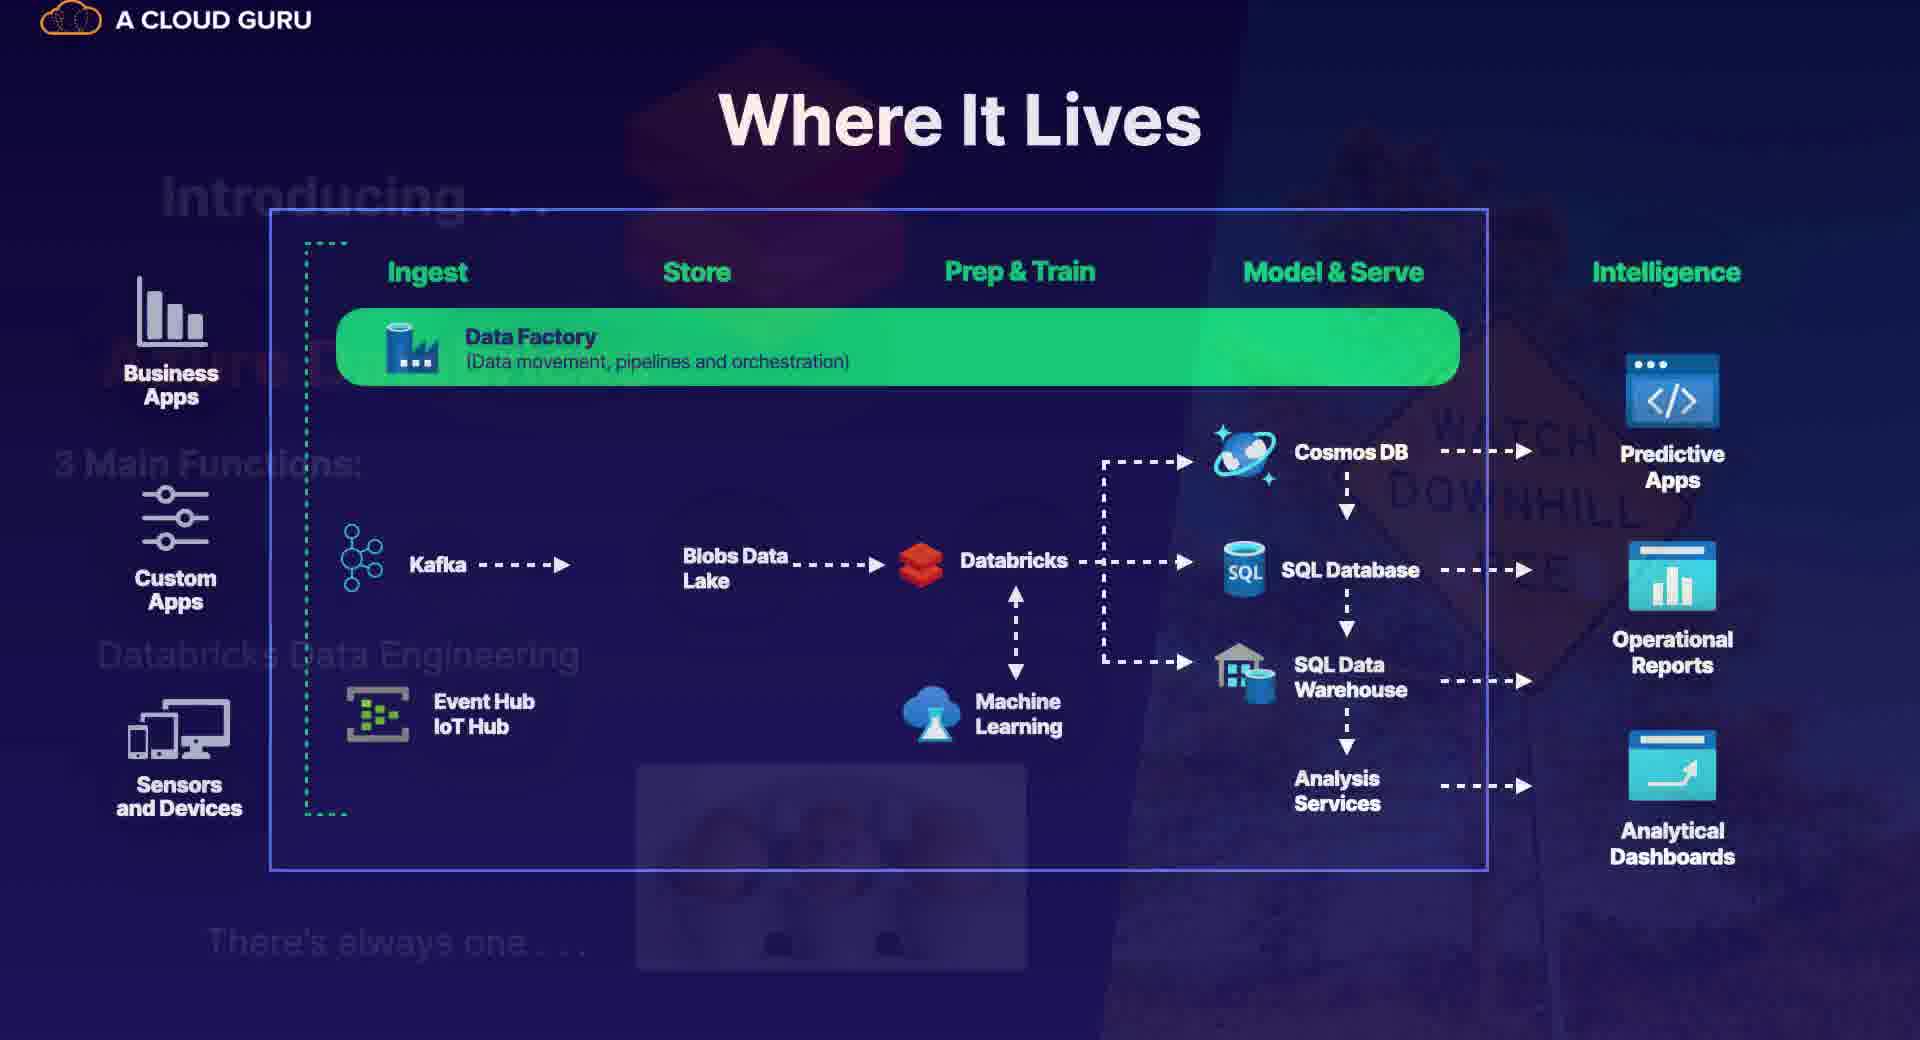 A CLOUD GURU
Where It Lives
Introducing . . .
Ingest
Store
Prep & Train
Model & Serve
Intelligence
Data Factory
(Data movement, pipelines and orchestration)
Business
Apps
Predictive
Apps
WATCH
DOWNHILL
3 Main Functions:
Cosmos DB
Custom
Apps
Kafka
Blobs Data
Lake
Databricks
SQL
SQL Database
Operational
Reports
Databricks Data Engineering
Event Hub
IoT Hub
Machine
Learning
SQL Data
Warehouse
Sensors
and Devices
Analysis
Services
Analytical
Dashboards
There's always one . . .